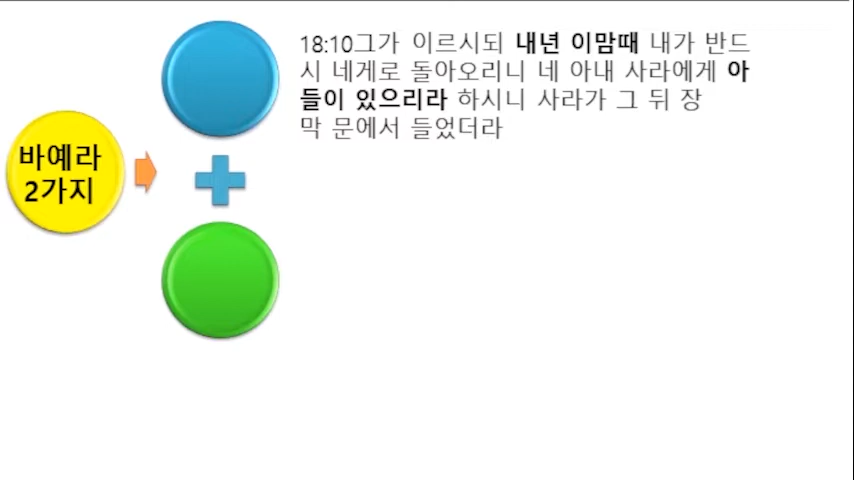 바예라
2가지
18:10그가 이르시되 내년 이맘때 내가 반드
시 네게로 돌아오리니 네 아내 사라에게 아
들이 있으리라 하시니 사라가 그 뒤 장
막 문에서 들었더라